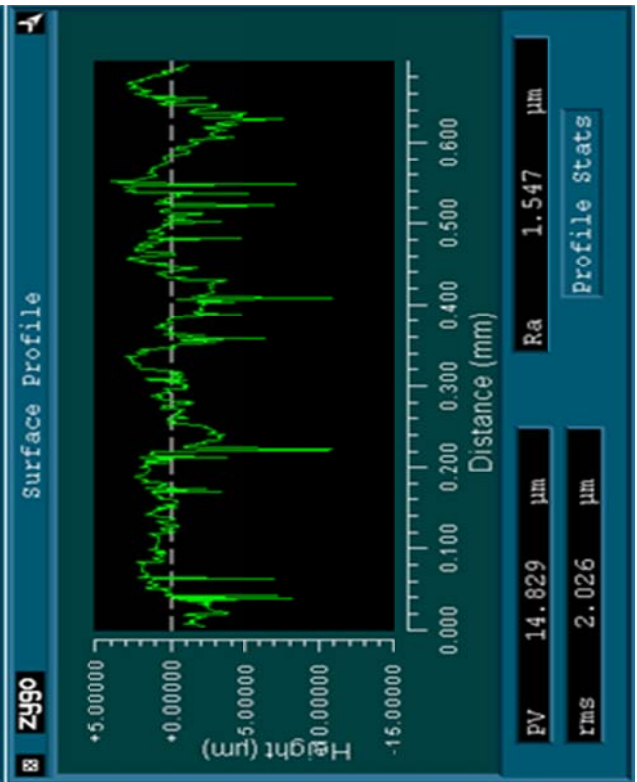 zygo Surface Profile
Height (µm)
+5.00000
+0.00000
-5.00000
-10.00000
-15.00000
0.000 0.100 0.200 0.300 0.400 0.500 0.600
Distance (mm)
PV 14.829 µm
Ra 1.547 µm
rms 2.026 µm
Profile Stats